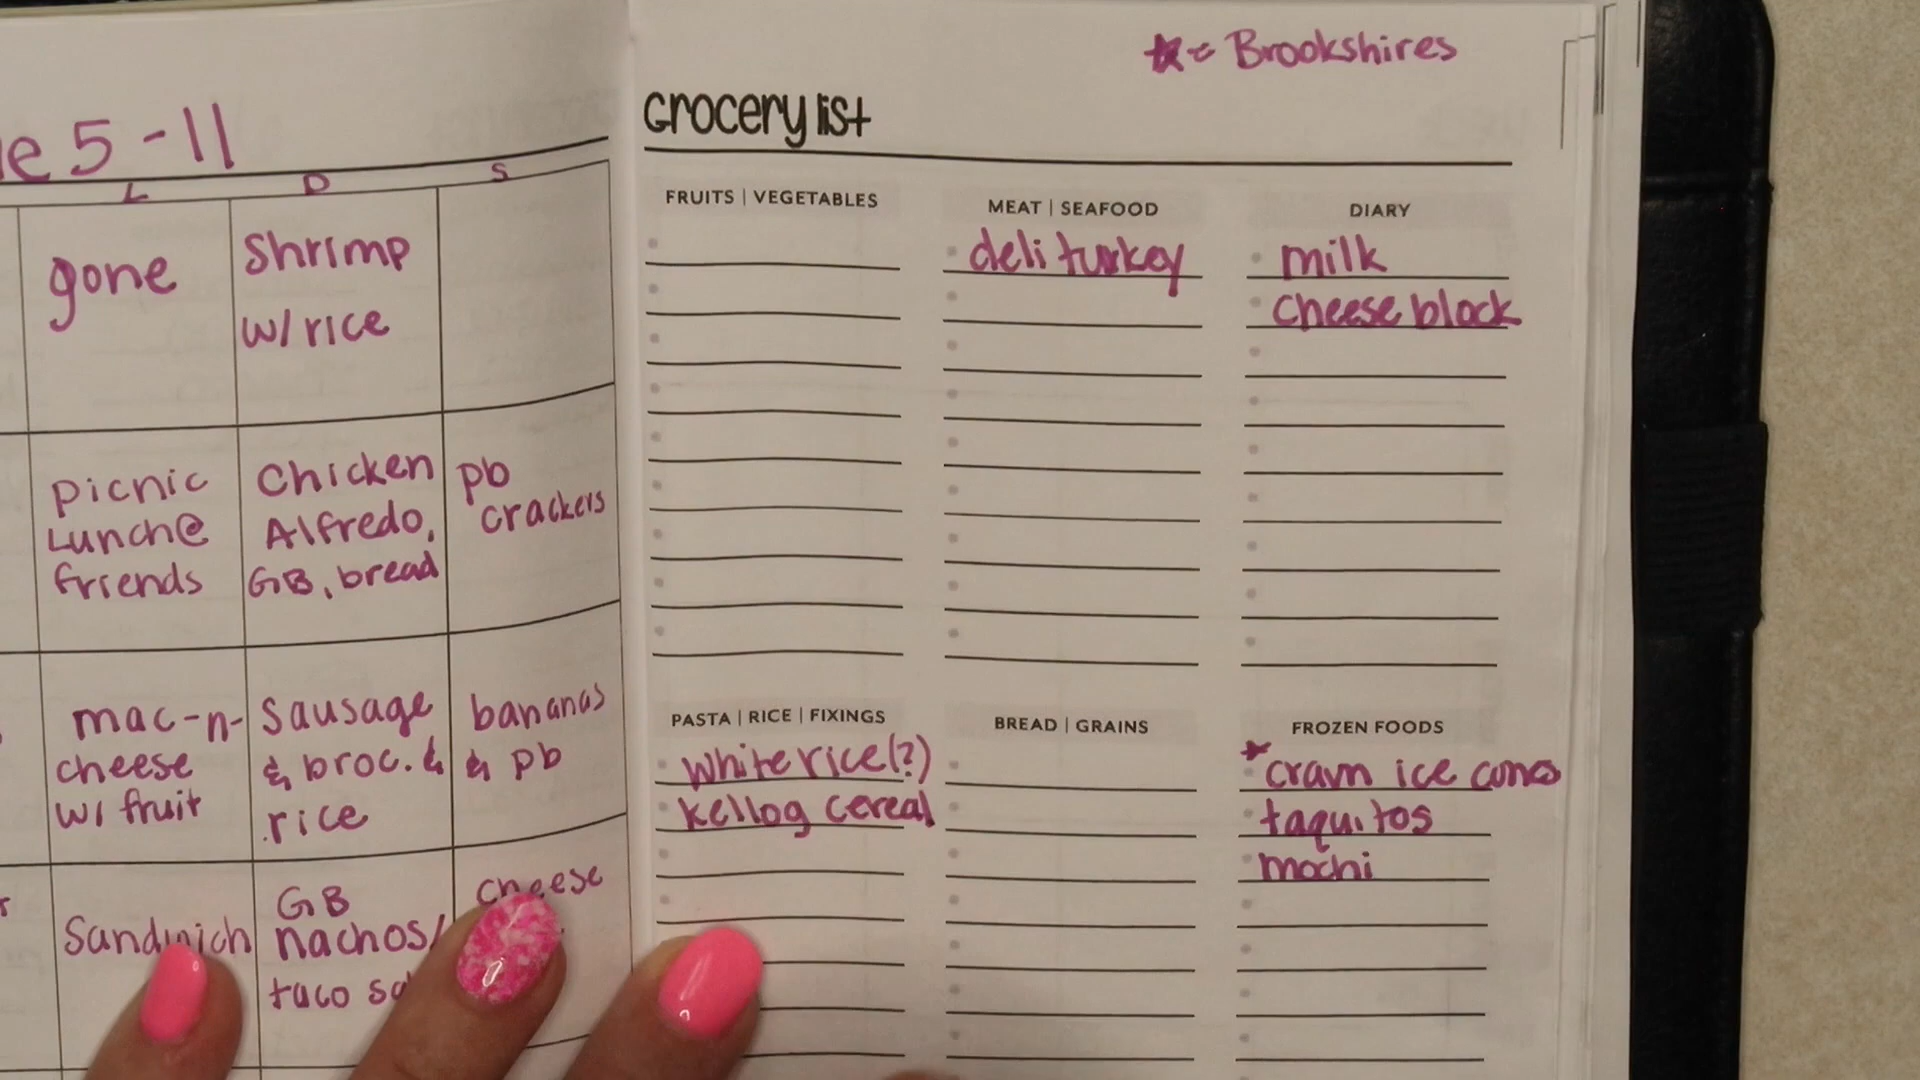 e 5-11
L D S
gone
Shrimp
w/ rice
picnic
Lunch @
friends
Chicken
Alfredo,
GB, bread
pb
crackers
mac-n-
cheese
w/ fruit
Sausage
& broc. &
rice
bananas
& pb
Sandwich
GB
nachos/
taco sa
cheese
★= Brookshires
Grocery list
FRUITS | VEGETABLES
MEAT | SEAFOOD
deli turkey
DIARY
milk
cheese block
PASTA | RICE | FIXINGS
white rice (?)
kellog cereal
BREAD | GRAINS
FROZEN FOODS
★ cram ice cones
taquitos
mochi